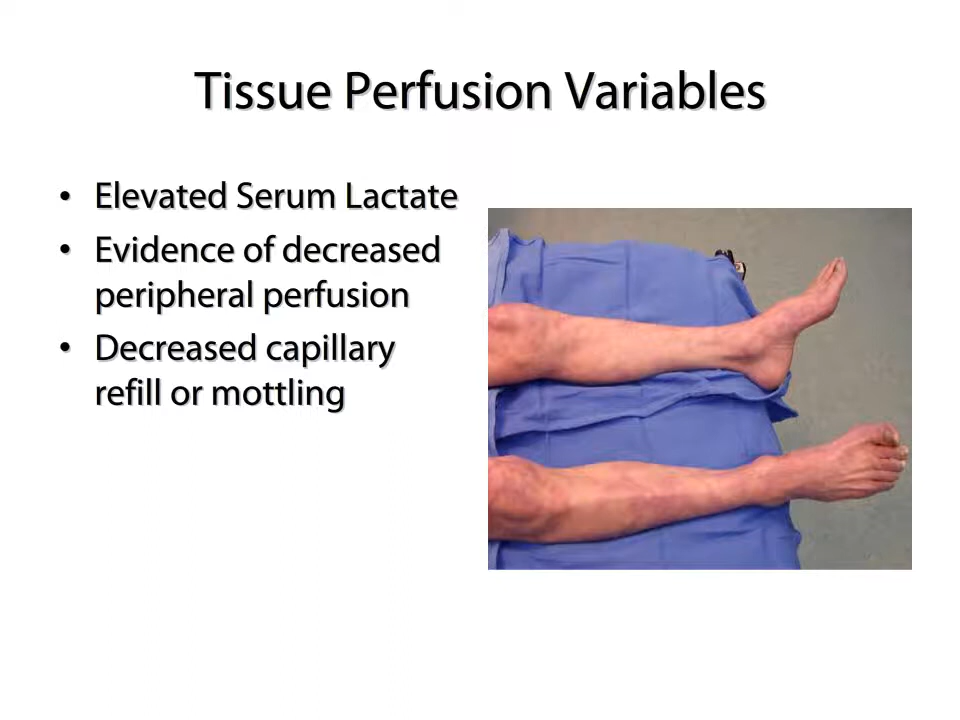 Tissue Perfusion Variables
• Elevated Serum Lactate
• Evidence of decreased
peripheral perfusion
• Decreased capillary
refill or mottling